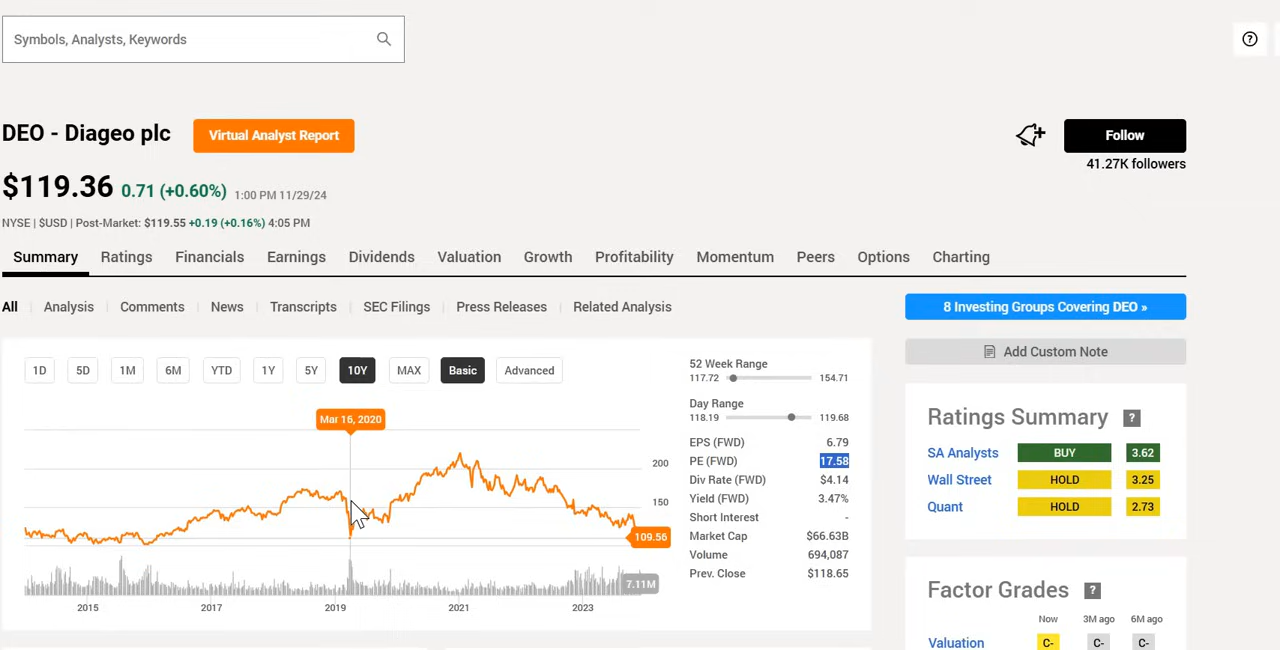 Symbols, Analysts, Keywords
?
DEO - Diageo plc
Virtual Analyst Report
Follow
41.27K followers
$119.36 0.71 (+0.60%) 1:00 PM 11/29/24
NYSE | $USD | Post-Market: $119.55 +0.19 (+0.16%) 4:05 PM
Summary Ratings Financials Earnings Dividends Valuation Growth Profitability Momentum Peers Options Charting
All | Analysis | Comments | News | Transcripts | SEC Filings | Press Releases | Related Analysis
8 Investing Groups Covering DEO »
Add Custom Note
1D 5D 1M 6M YTD 1Y 5Y 10Y MAX Basic Advanced
Mar 16, 2020
200
150
109.56
7.11M
2015 2017 2019 2021 2023
52 Week Range
117.72 154.71
Day Range
118.19 119.68
EPS (FWD) 6.79
PE (FWD) 17.58
Div Rate (FWD) $4.14
Yield (FWD) 3.47%
Short Interest -
Market Cap $66.63B
Volume 694,087
Prev. Close $118.65
Ratings Summary ?
SA Analysts BUY 3.62
Wall Street HOLD 3.25
Quant HOLD 2.73
Factor Grades ?
Now 3M ago 6M ago
Valuation C- C- C-